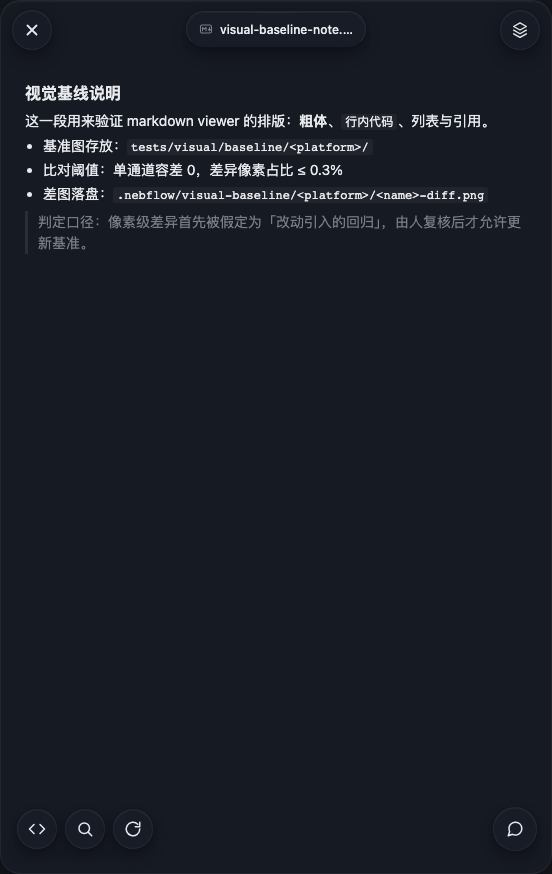 visual-baseline-note....
视觉基线说明
这一段用来验证 markdown viewer 的排版：粗体、行内代码、列表与引用。
• 基准图存放：tests/visual/baseline/<platform>/
• 比对阈值：单通道容差 0，差异像素占比 ≤ 0.3%
• 差图落盘：.nebflow/visual-baseline/<platform>/<name>-diff.png
判定口径：像素级差异首先被假定为「改动引入的回归」，由人复核后才允许更
新基准。